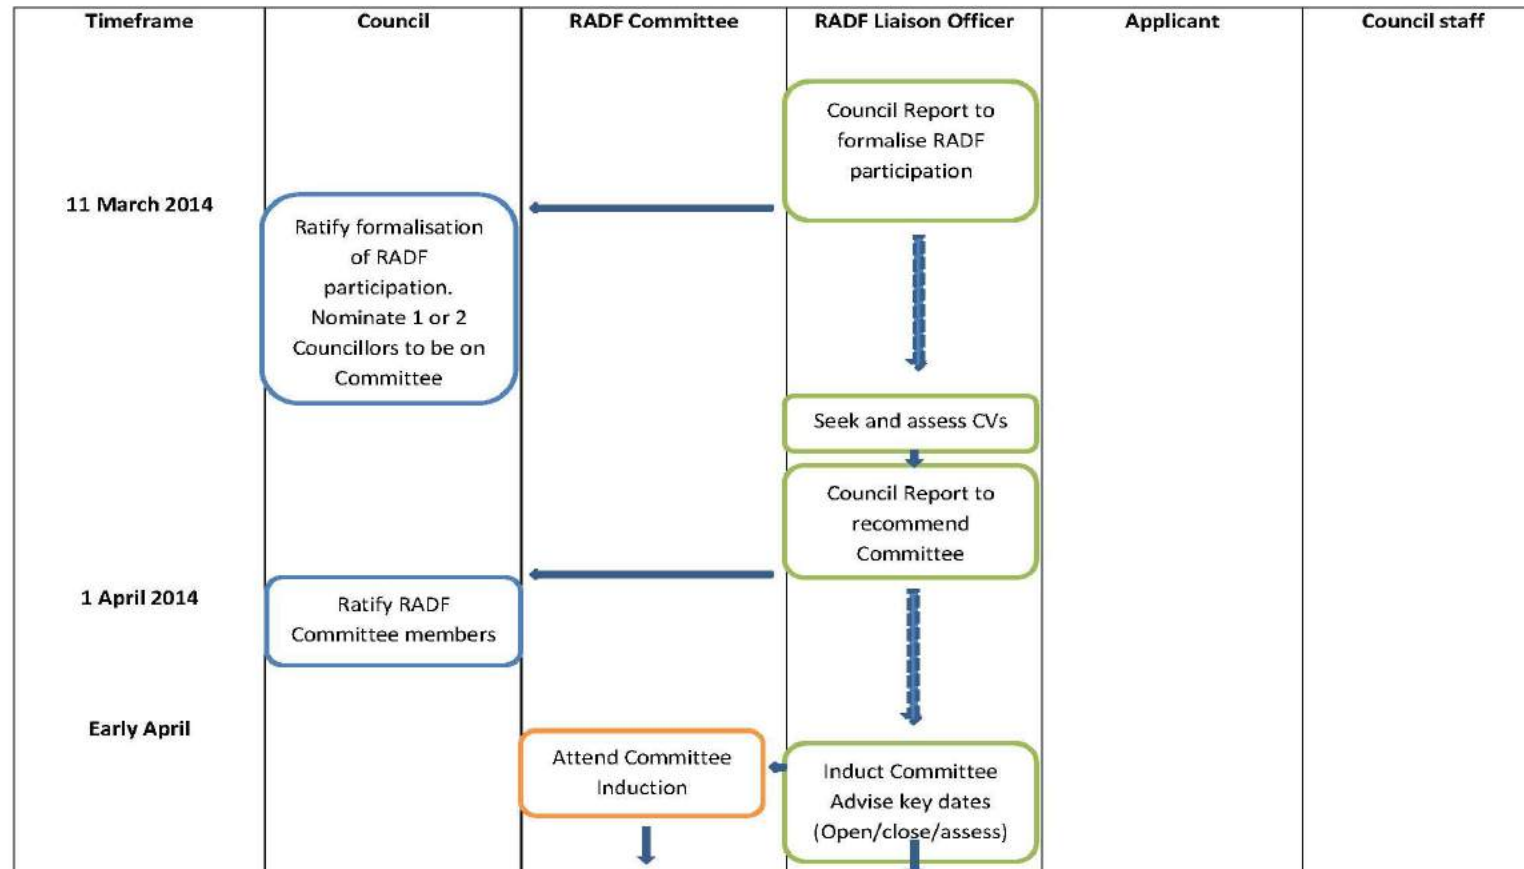 Timeframe
Council
RADF Committee
RADF Liaison Officer
Applicant
Council staff
Council Report to
formalise RADF
participation
11 March 2014
Ratify formalisation
of RADF
participation.
Nominate 1 or 2
Councillors to be on
Committee
Seek and assess CVs
Council Report to
recommend
Committee
1 April 2014
Ratify RADF
Committee members
Early April
Attend Committee
Induction
Induct Committee
Advise key dates
(Open/close/assess)